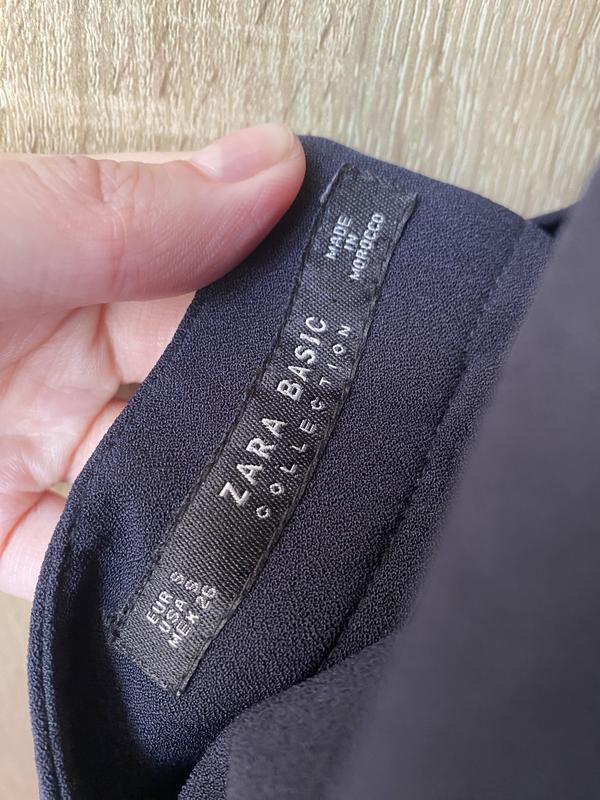 MADE
IN
MOROCCO
ZARA BASIC
COLLECTION
EUR S
USA S
MEX 26